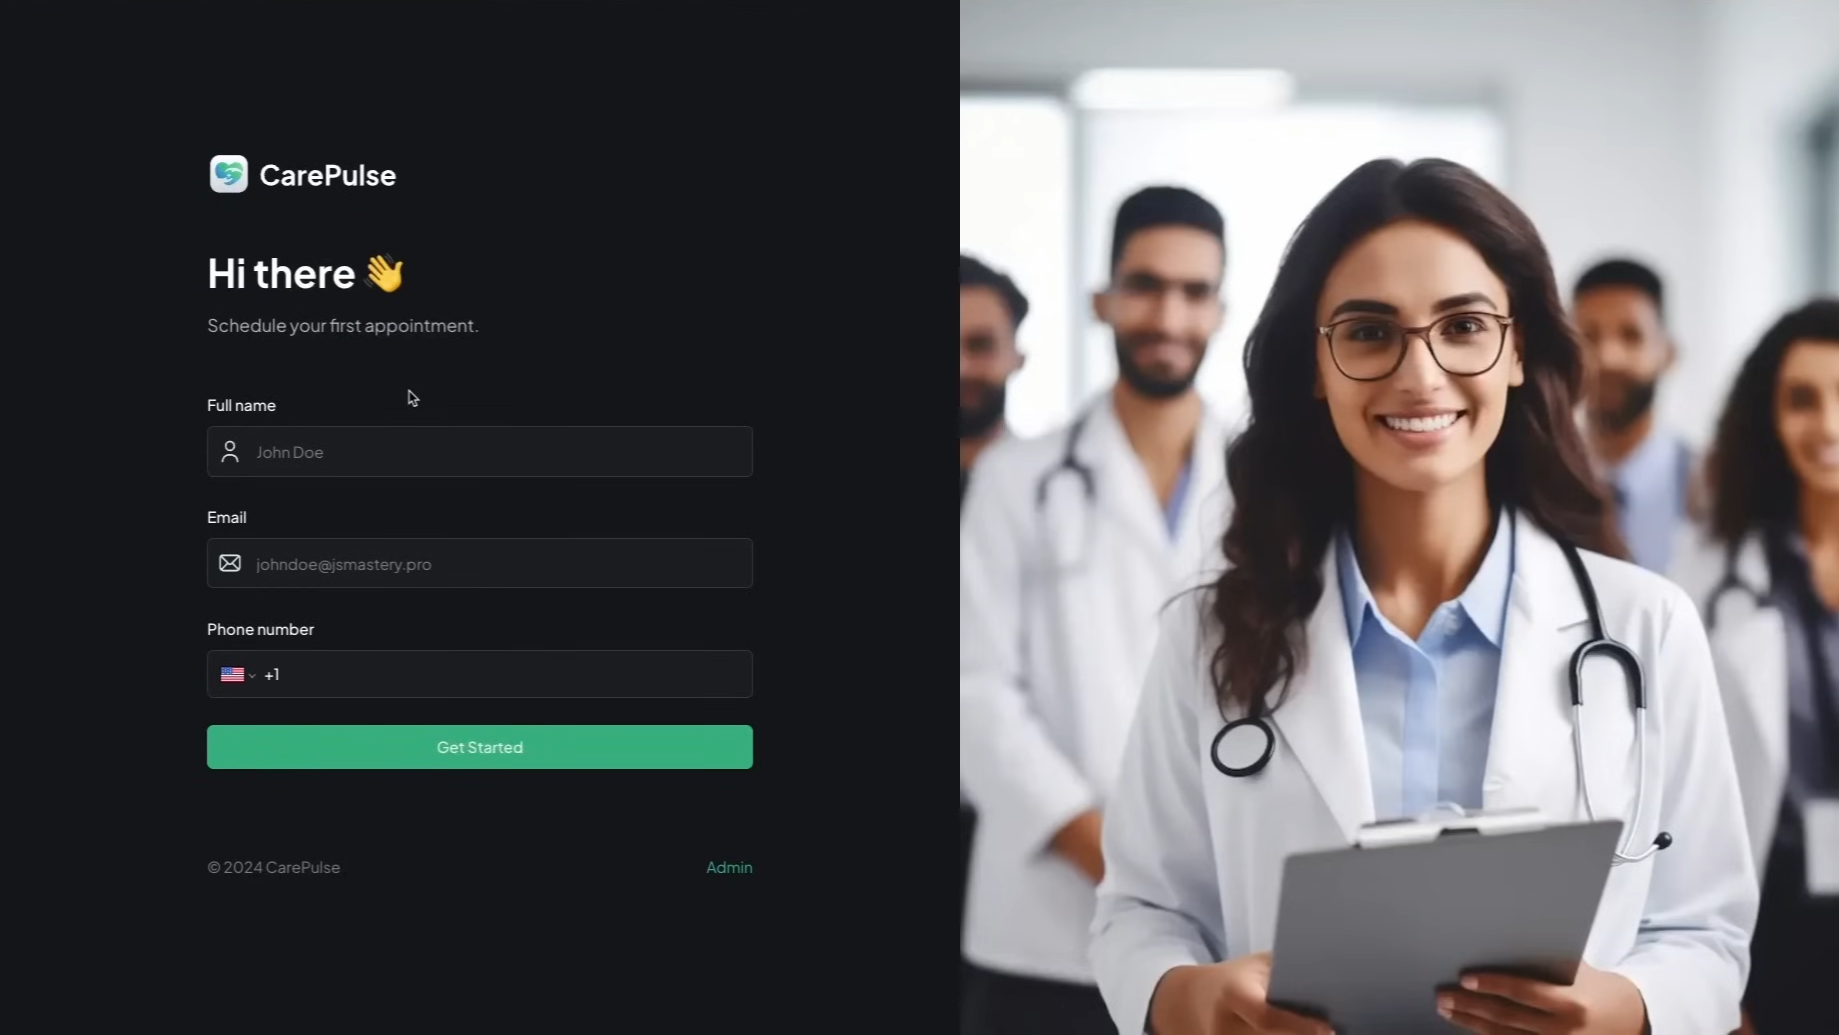 CarePulse
Hi there 👋
Schedule your first appointment.
Full name
John Doe
Email
johndoe@jsmastery.pro
Phone number
+1
Get Started
© 2024 CarePulse
Admin